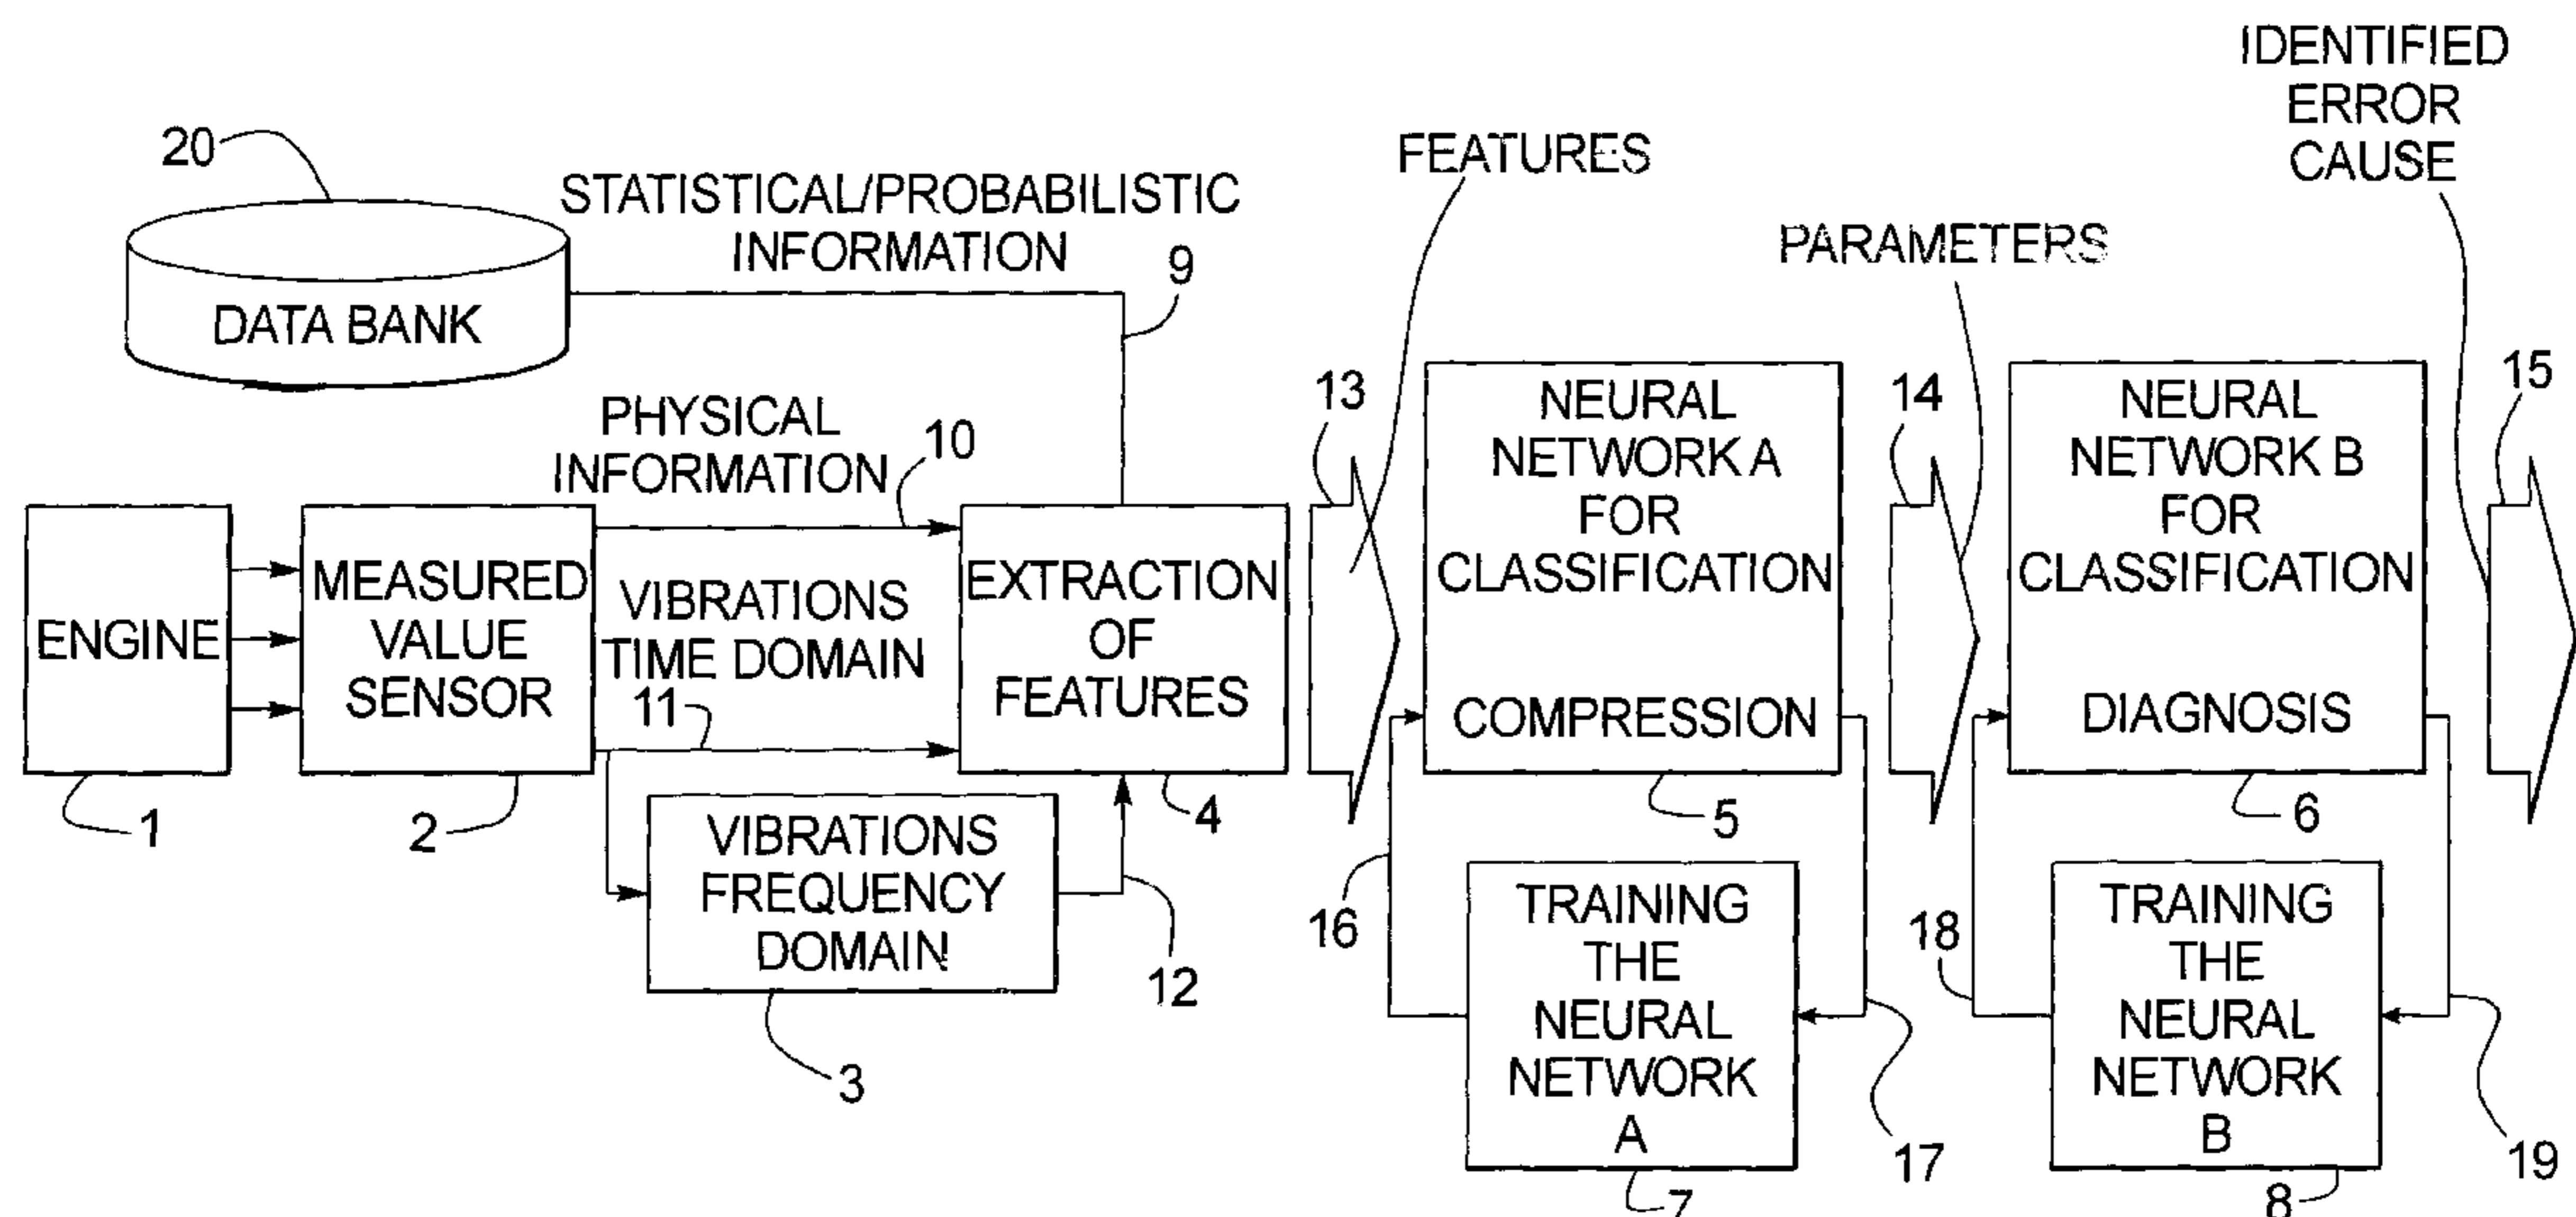 IDENTIFIED
ERROR
CAUSE
20
FEATURES
STATISTICAL/PROBABILISTIC
INFORMATION
PARAMETERS
9
DATA BANK
13
14
15
PHYSICAL
INFORMATION
10
NEURAL
NETWORK A
FOR
CLASSIFICATION
COMPRESSION
NEURAL
NETWORK B
FOR
CLASSIFICATION
DIAGNOSIS
ENGINE
MEASURED
VALUE
SENSOR
VIBRATIONS
TIME DOMAIN
11
EXTRACTION
OF
FEATURES
1
2
4
5
6
VIBRATIONS
FREQUENCY
DOMAIN
12
3
16
TRAINING
THE
NEURAL
NETWORK
A
17
18
TRAINING
THE
NEURAL
NETWORK
B
19
7
8